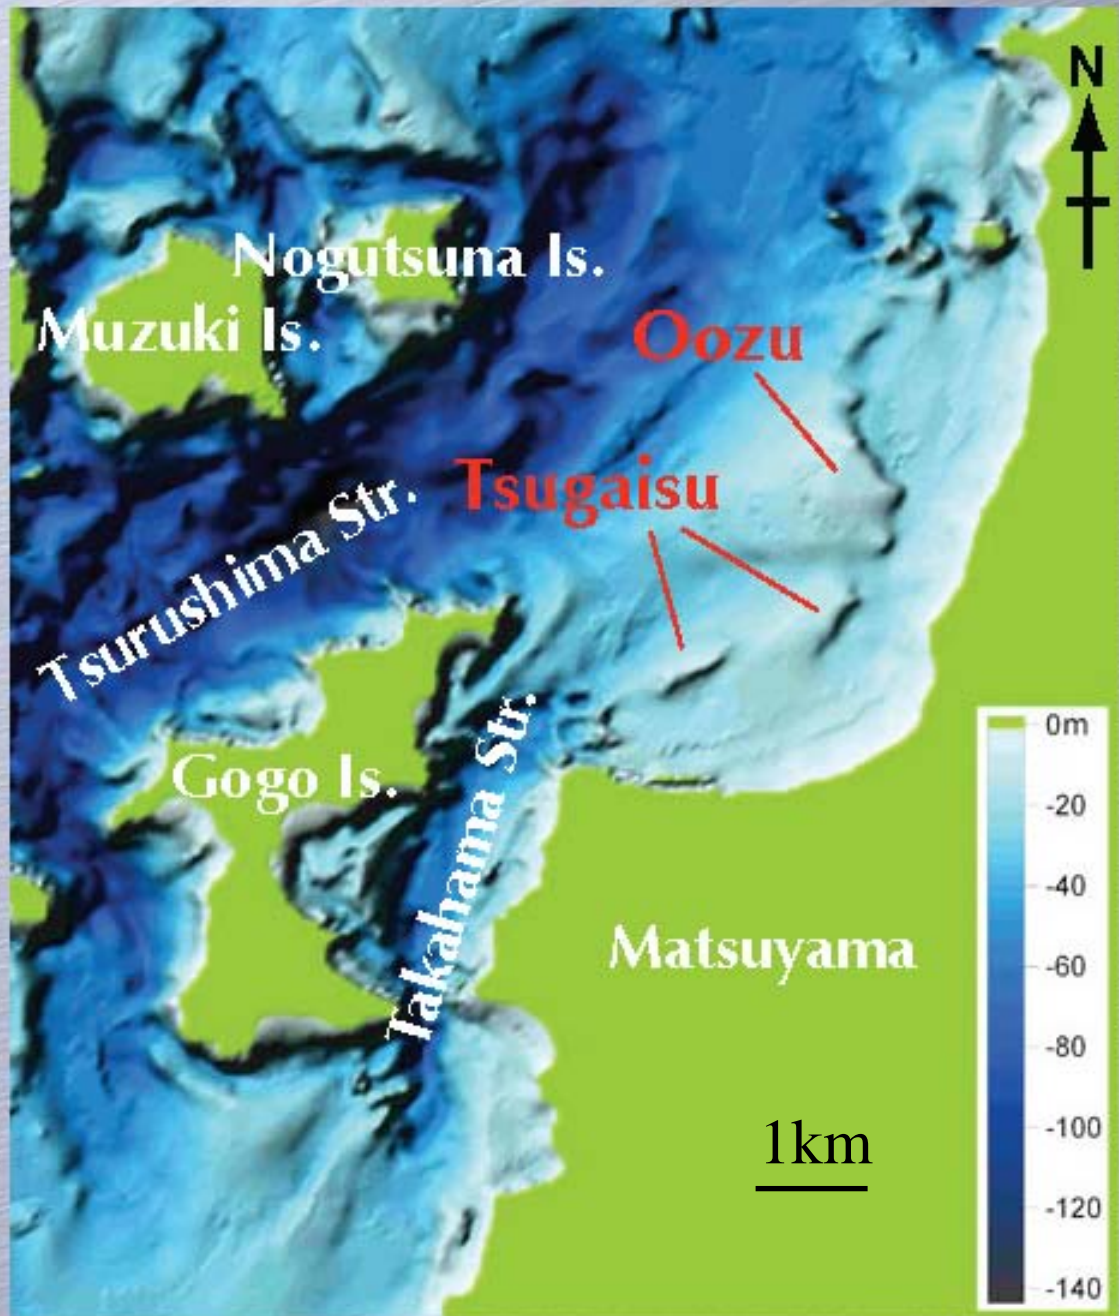 N
Nogutsuna Is.
Muzuki Is.
Oozu
Tsugaisu
Tsurushima Str.
Takahama Str.
Gogo Is.
Matsuyama
1km
0m
-20
-40
-60
-80
-100
-120
-140